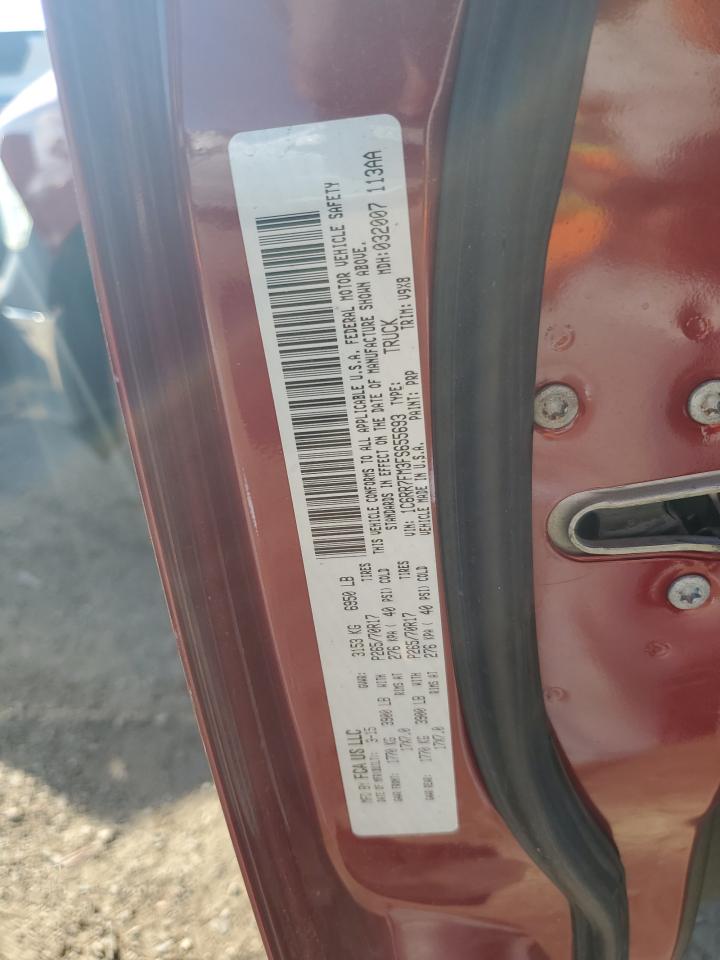 MFD BY: FCA US LLC GVWR: 3153 KG 6950 LB
DATE OF MFR: 3-15 P265/70R17 TIRES
GAWR FRONT: 1770 KG 3900 LB WITH 276 KPA ( 40 PSI) COLD
17X7.0 RIMS AT P265/70R17 TIRES
GAWR REAR: 1770 KG 3900 LB WITH 276 KPA ( 40 PSI) COLD
17X7.0 RIMS AT
THIS VEHICLE CONFORMS TO ALL APPLICABLE U.S.A. FEDERAL MOTOR VEHICLE SAFETY
STANDARDS IN EFFECT ON THE DATE OF MANUFACTURE SHOWN ABOVE.
VIN: 1C6RR7FM3FS655693 TYPE: TRUCK MDH:032007 113AA
VEHICLE MADE IN U.S.A. PAINT: PRP TRIM: V9X8